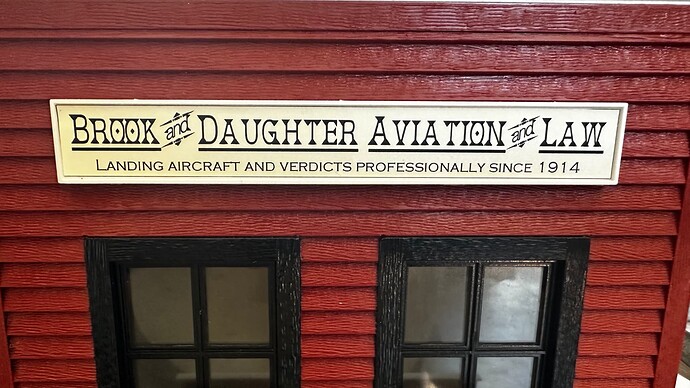 Brook and Daughter Aviation and Law
Landing aircraft and verdicts professionally since 1914